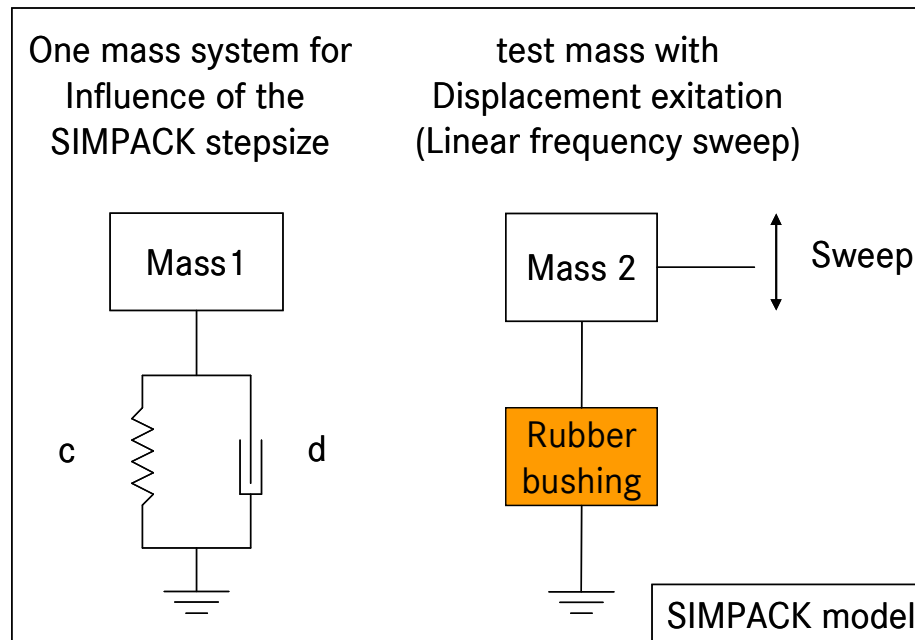 One mass system for
Influence of the
SIMPACK stepsize
test mass with
Displacement exitation
(Linear frequency sweep)
Mass1
Mass 2
Sweep
c
d
Rubber
bushing
SIMPACK model